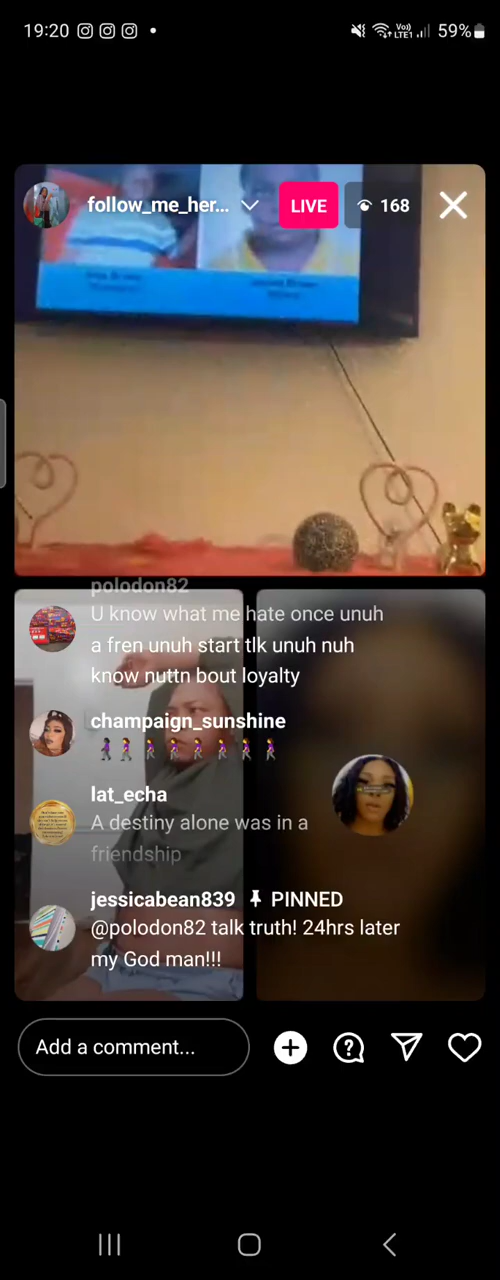 19:20
Vo)) LTE1 59%
follow_me_her... LIVE 168
polodon82
U know what me hate once unuh
a fren unuh start tlk unuh nuh
know nuttn bout loyalty
champaign_sunshine
lat_echa
A destiny alone was in a
friendship
jessicabean839 PINNED
@polodon82 talk truth! 24hrs later
my God man!!!
Add a comment...